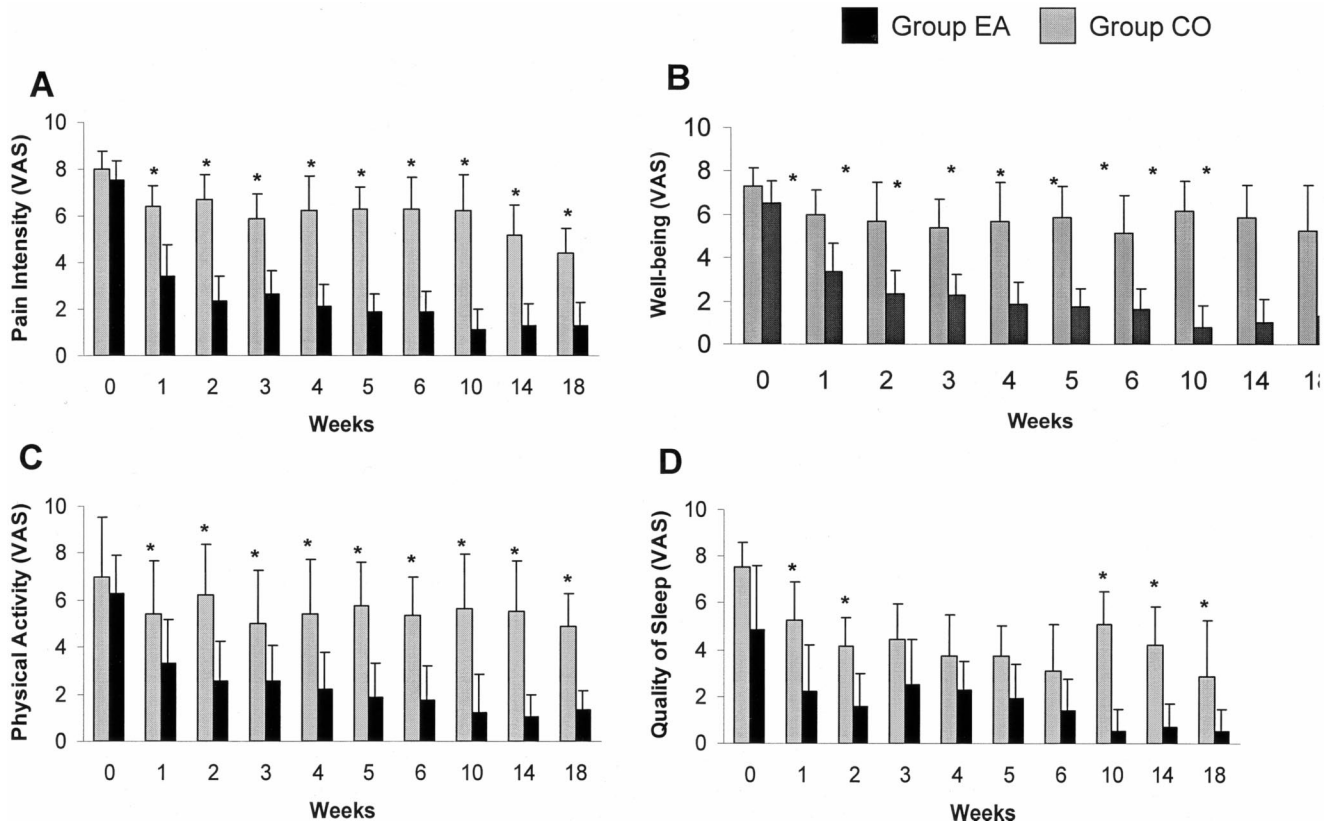 Group EA Group CO
A
Pain Intensity (VAS)
10
8
6
4
2
0
* * * * * * * * *
0 1 2 3 4 5 6 10 14 18
Weeks
B
Well-being (VAS)
10
8
6
4
2
0
* * * * * * * *
0 1 2 3 4 5 6 10 14
Weeks
C
Physical Activity (VAS)
10
8
6
4
2
0
* * * * * * * * *
0 1 2 3 4 5 6 10 14 18
Weeks
D
Quality of Sleep (VAS)
10
8
6
4
2
0
* * * * *
0 1 2 3 4 5 6 10 14 18
Weeks